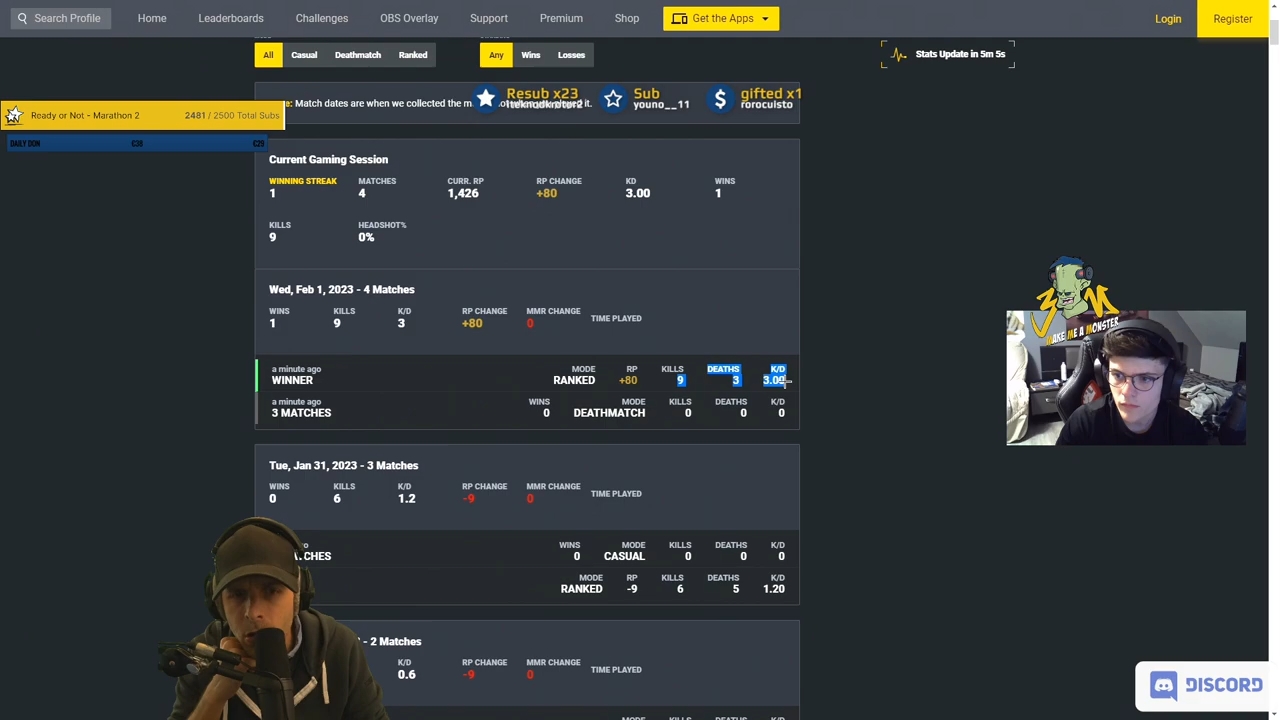 Search Profile Home Leaderboards Challenges OBS Overlay Support Premium Shop Get the Apps Login Register
All Casual Deathmatch Ranked Any Wins Losses
Stats Update in 5m 5s
Match dates are when we collected the
Resub x23 Sub gifted x1
youno__11 roroculsto
Ready or Not - Marathon 2 2481 / 2500 Total Subs
DAILY DON
Current Gaming Session
WINNING STREAK MATCHES CURR. RP RP CHANGE KD WINS
1 4 1,426 +80 3.00 1
KILLS HEADSHOT%
9 0%
Wed, Feb 1, 2023 - 4 Matches
WINS KILLS K/D RP CHANGE MMR CHANGE TIME PLAYED
1 9 3 +80 0
a minute ago MODE RP KILLS DEATHS K/D
WINNER RANKED +80 9 3 3.00
a minute ago WINS MODE KILLS DEATHS K/D
3 MATCHES 0 DEATHMATCH 0 0 0
Tue, Jan 31, 2023 - 3 Matches
WINS KILLS K/D RP CHANGE MMR CHANGE TIME PLAYED
0 6 1.2 -9 0
WINS MODE KILLS DEATHS K/D
0 CASUAL 0 0 0
MODE RP KILLS DEATHS K/D
RANKED -9 6 5 1.20
- 2 Matches
K/D RP CHANGE MMR CHANGE TIME PLAYED
0.6 -9 0
MAKE ME A MONSTER
DISCORD